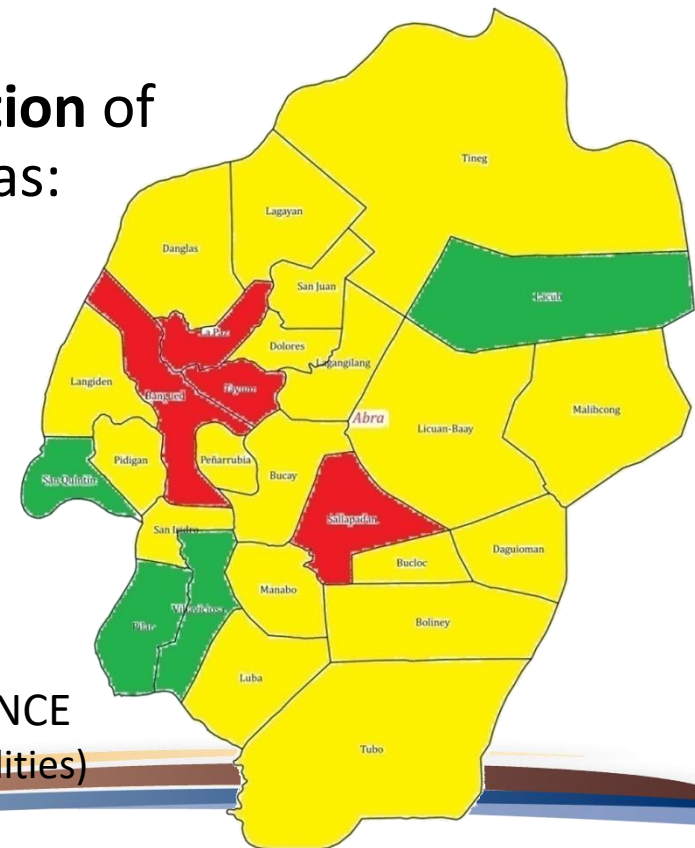 tion of
as:
Tineg
Lagayan
Danglas
San Juan
Lacub
La Paz
Dolores
Lagangilang
Langiden
Bangued
Tayum
Malibcong
Abra
Licuan-Baay
Pidigan
Peñarrubia
Bucay
San Quintin
Sallapadan
San Isidro
Bucloc
Daguioman
Manabo
Pilar
Villaviciosa
Boliney
Luba
NCE
Tubo
lities)